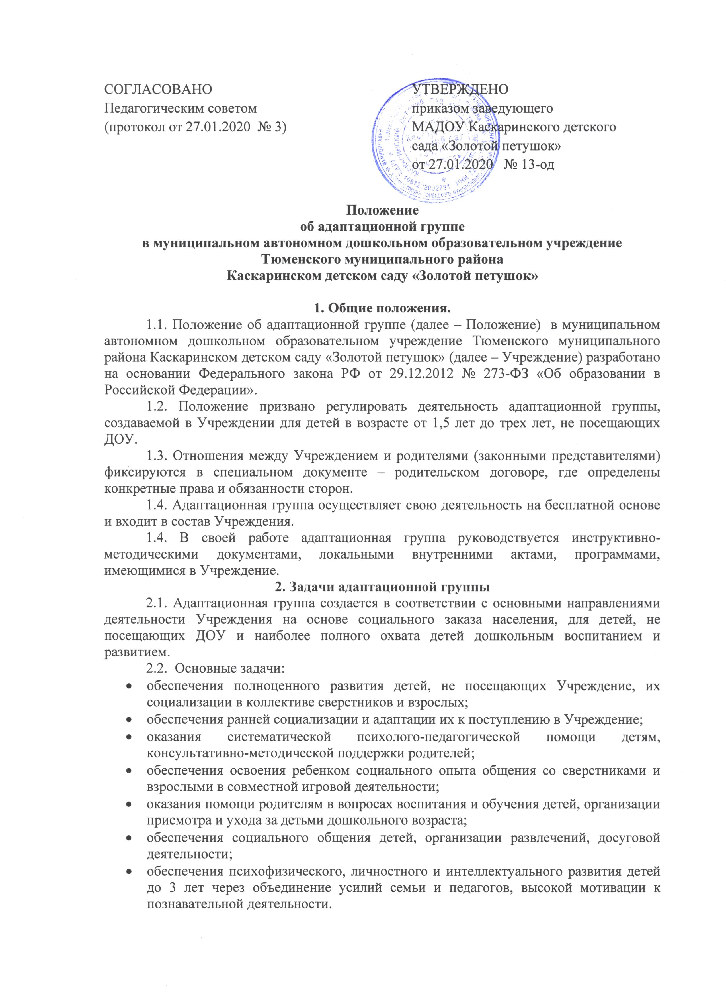 СОГЛАСОВАНО
Педагогическим советом
(протокол от 27.01.2020 № 3)
УТВЕРЖДЕНО
приказом заведующего
МАДОУ Каскаринского детского
сада «Золотой петушок»
от 27.01.2020 № 13-од
Положение
об адаптационной группе
в муниципальном автономном дошкольном образовательном учреждение
Тюменского муниципального района
Каскаринском детском саду «Золотой петушок»
1. Общие положения.
1.1. Положение об адаптационной группе (далее – Положение) в муниципальном
автономном дошкольном образовательном учреждение Тюменского муниципального
района Каскаринском детском саду «Золотой петушок» (далее – Учреждение) разработано
на основании Федерального закона РФ от 29.12.2012 № 273-ФЗ «Об образовании в
Российской Федерации».
1.2. Положение призвано регулировать деятельность адаптационной группы,
создаваемой в Учреждении для детей в возрасте от 1,5 лет до трех лет, не посещающих
ДОУ.
1.3. Отношения между Учреждением и родителями (законными представителями)
фиксируются в специальном документе – родительском договоре, где определены
конкретные права и обязанности сторон.
1.4. Адаптационная группа осуществляет свою деятельность на бесплатной основе
и входит в состав Учреждения.
1.4. В своей работе адаптационная группа руководствуется инструктивно-
методическими документами, локальными внутренними актами, программами,
имеющимися в Учреждение.
2. Задачи адаптационной группы
2.1. Адаптационная группа создается в соответствии с основными направлениями
деятельности Учреждения на основе социального заказа населения, для детей, не
посещающих ДОУ и наиболее полного охвата детей дошкольным воспитанием и
развитием.
2.2. Основные задачи:
• обеспечения полноценного развития детей, не посещающих Учреждение, их
социализации в коллективе сверстников и взрослых;
• обеспечения ранней социализации и адаптации их к поступлению в Учреждение;
• оказания систематической психолого-педагогической помощи детям,
консультативно-методической поддержки родителей;
• обеспечения освоения ребенком социального опыта общения со сверстниками и
взрослыми в совместной игровой деятельности;
• оказания помощи родителям в вопросах воспитания и обучения детей, организации
присмотра и ухода за детьми дошкольного возраста;
• обеспечения социального общения детей, организации развлечений, досуговой
деятельности;
• обеспечения психофизического, личностного и интеллектуального развития детей
до 3 лет через объединение усилий семьи и педагогов, высокой мотивации к
познавательной деятельности.